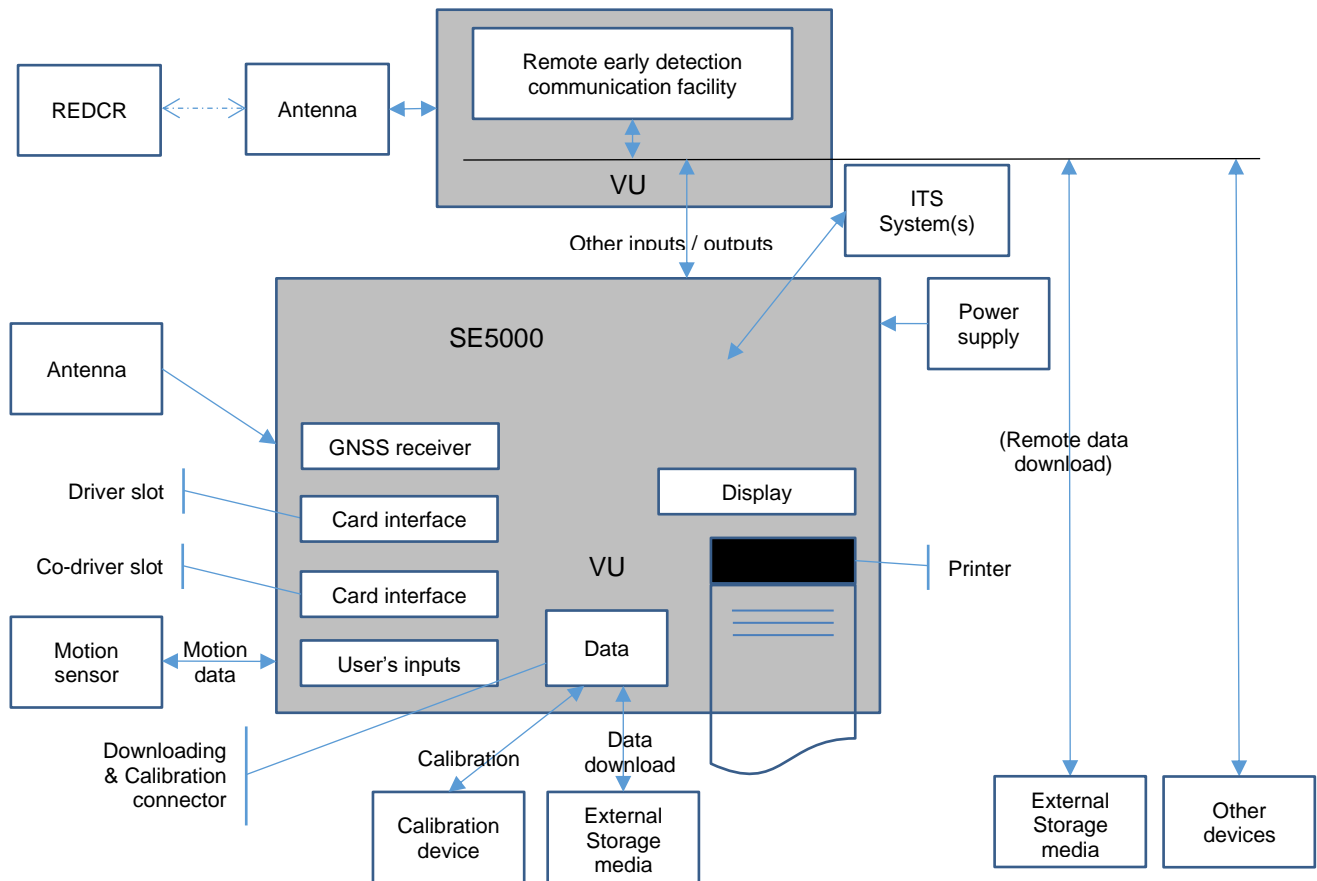 Remote early detection
communication facility
REDCR
Antenna
VU
ITS
System(s)
Other inputs / outputs
Power
supply
SE5000
Antenna
GNSS receiver
(Remote data
download)
Driver slot
Display
Card interface
Co-driver slot
VU
Printer
Card interface
Motion
sensor
Motion
data
User's inputs
Data
Downloading
& Calibration
connector
Calibration
Data
download
Calibration
device
External
Storage
media
External
Storage
media
Other
devices